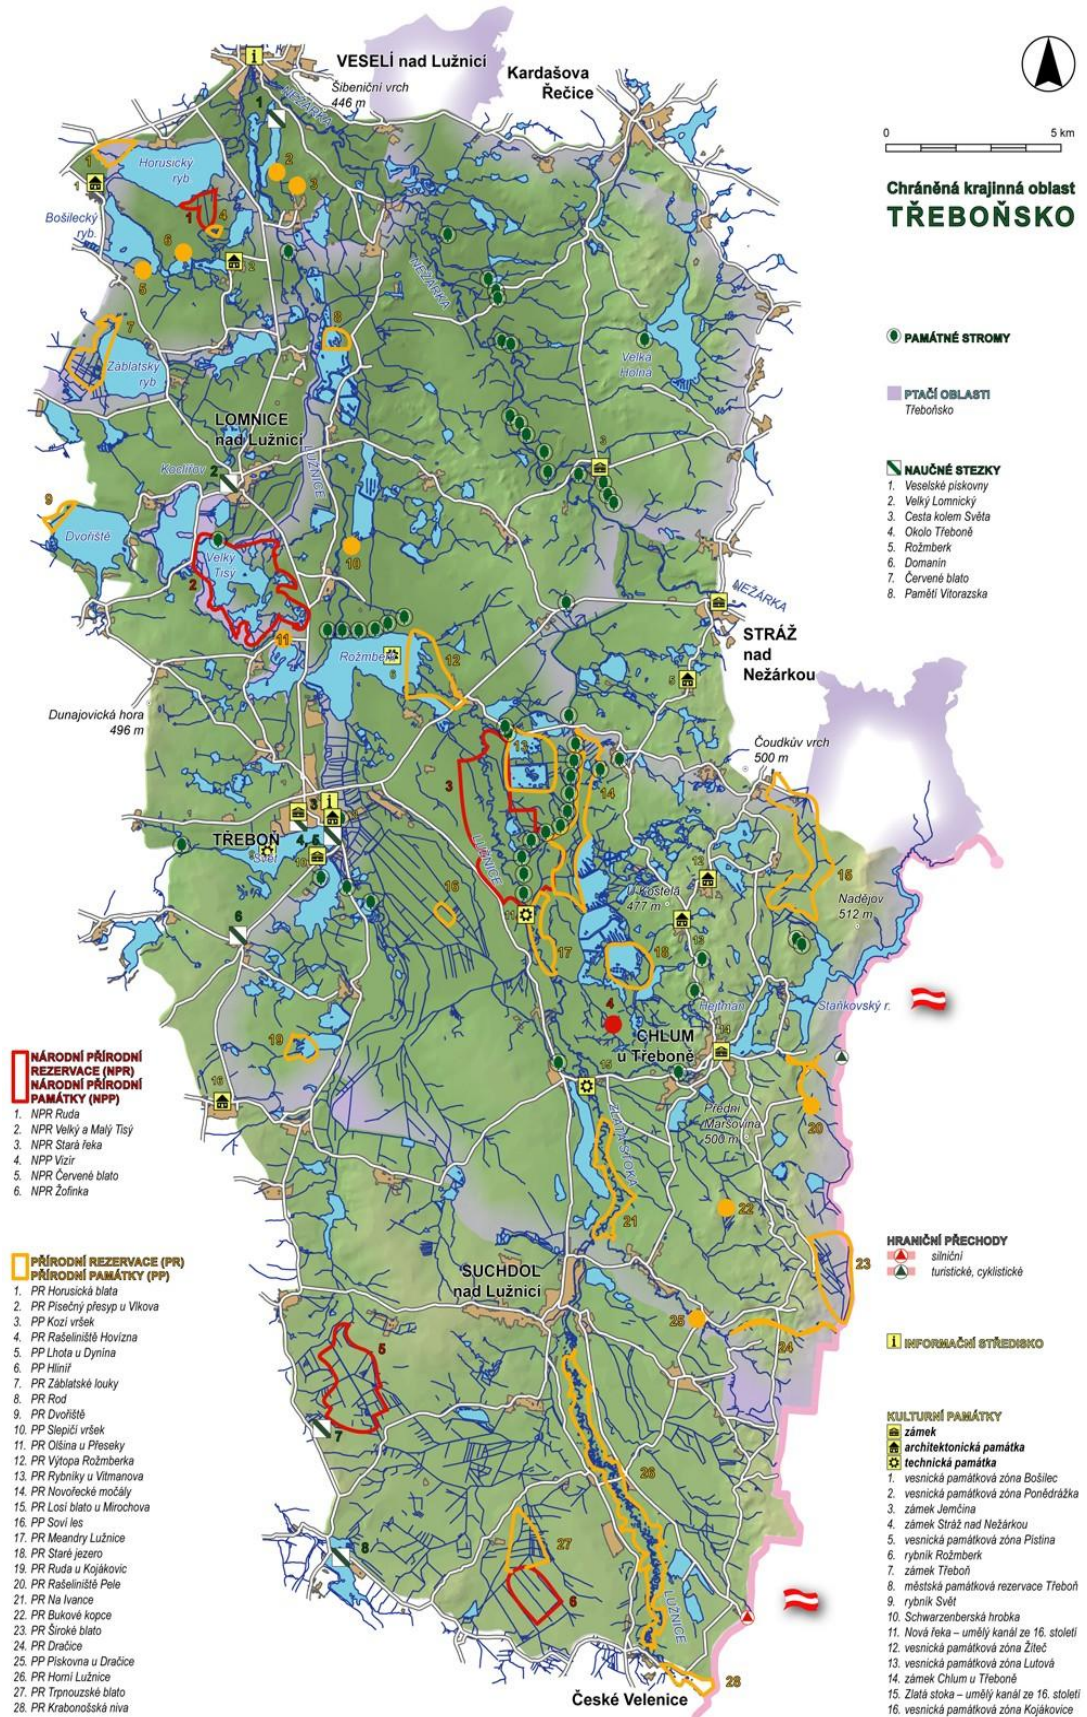 VESELÍ nad Lužnicí
Šibeniční vrch
446 m
Kardašova
Řečice
NEŽÁRKA
0 5 km
Chráněná krajinná oblast
TŘEBOŇSKO
PAMÁTNÉ STROMY
PTAČÍ OBLASTI
Třeboňsko
NAUČNÉ STEZKY
1. Veselské pískovny
2. Velký Lomnický
3. Cesta kolem Světa
4. Okolo Třeboně
5. Rožmberk
6. Domanín
7. Červené blato
8. Pamětí Vitorazska
Horusický
ryb.
Bošilecký
ryb.
NEŽÁRKA
Záblatský
ryb
Velká
Holná
LOMNICE
nad Lužnicí
Koclířov
LUŽNICE
Dvořiště
Velký
Tisý
NEŽÁRKA
STRÁŽ
nad
Nežárkou
Rožmberk
Dunajovická hora
496 m
Čoudkův vrch
500 m
TŘEBOŇ
Svět
LUŽNICE
U Kostela
477 m
Nadějov
512 m
Hejtman
Staňkovský r.
CHLUM
u Třeboně
Přední
Maršovina
500 m
ZLATÁ STOKA
SUCHDOL
nad Lužnicí
LUŽNICE
České Velenice
NÁRODNÍ PŘÍRODNÍ
REZERVACE (NPR)
NÁRODNÍ PŘÍRODNÍ
PAMÁTKY (NPP)
1. NPR Ruda
2. NPR Velký a Malý Tisý
3. NPR Stará řeka
4. NPP Vizír
5. NPR Červené blato
6. NPR Žofinka
PŘÍRODNÍ REZERVACE (PR)
PŘÍRODNÍ PAMÁTKY (PP)
1. PR Horusická blata
2. PR Písečný přesyp u Vlkova
3. PP Kozí vršek
4. PR Rašeliniště Hovízna
5. PP Lhota u Dynína
6. PP Hliníř
7. PR Záblatské louky
8. PR Rod
9. PR Dvořiště
10. PP Slepičí vršek
11. PR Olšina u Přeseky
12. PR Výtopa Rožmberka
13. PR Rybníky u Vitmanova
14. PR Novořecké močály
15. PR Losí blato u Mirochova
16. PP Soví les
17. PR Meandry Lužnice
18. PR Staré jezero
19. PR Ruda u Kojákovic
20. PR Rašeliniště Pele
21. PR Na Ivance
22. PR Bukové kopce
23. PR Široké blato
24. PR Dračice
25. PP Pískovna u Dračice
26. PR Horní Lužnice
27. PR Trpnouzské blato
28. PR Krabonošská niva
HRANIČNÍ PŘECHODY
silniční
turistické, cyklistické
INFORMAČNÍ STŘEDISKO
KULTURNÍ PAMÁTKY
zámek
architektonická památka
technická památka
1. vesnická památková zóna Bošilec
2. vesnická památková zóna Ponědrážka
3. zámek Jemčina
4. zámek Stráž nad Nežárkou
5. vesnická památková zóna Pístina
6. rybník Rožmberk
7. zámek Třeboň
8. městská památková rezervace Třeboň
9. rybník Svět
10. Schwarzenberská hrobka
11. Nová řeka – umělý kanál ze 16. století
12. vesnická památková zóna Žíteč
13. vesnická památková zóna Lutová
14. zámek Chlum u Třeboně
15. Zlatá stoka – umělý kanál ze 16. století
16. vesnická památková zóna Kojákovice